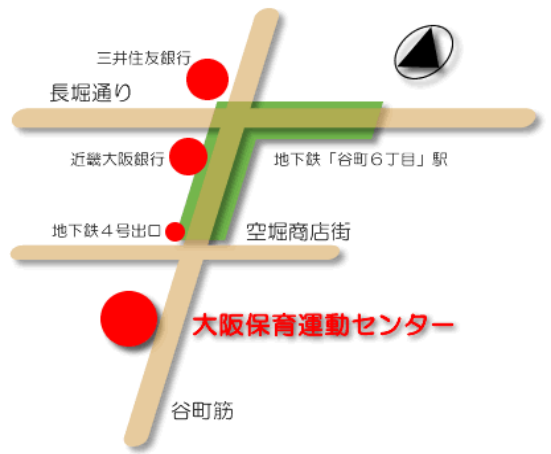 三井住友銀行
長堀通り
近畿大阪銀行
地下鉄「谷町６丁目」駅
地下鉄４号出口
空堀商店街
大阪保育運動センター
谷町筋